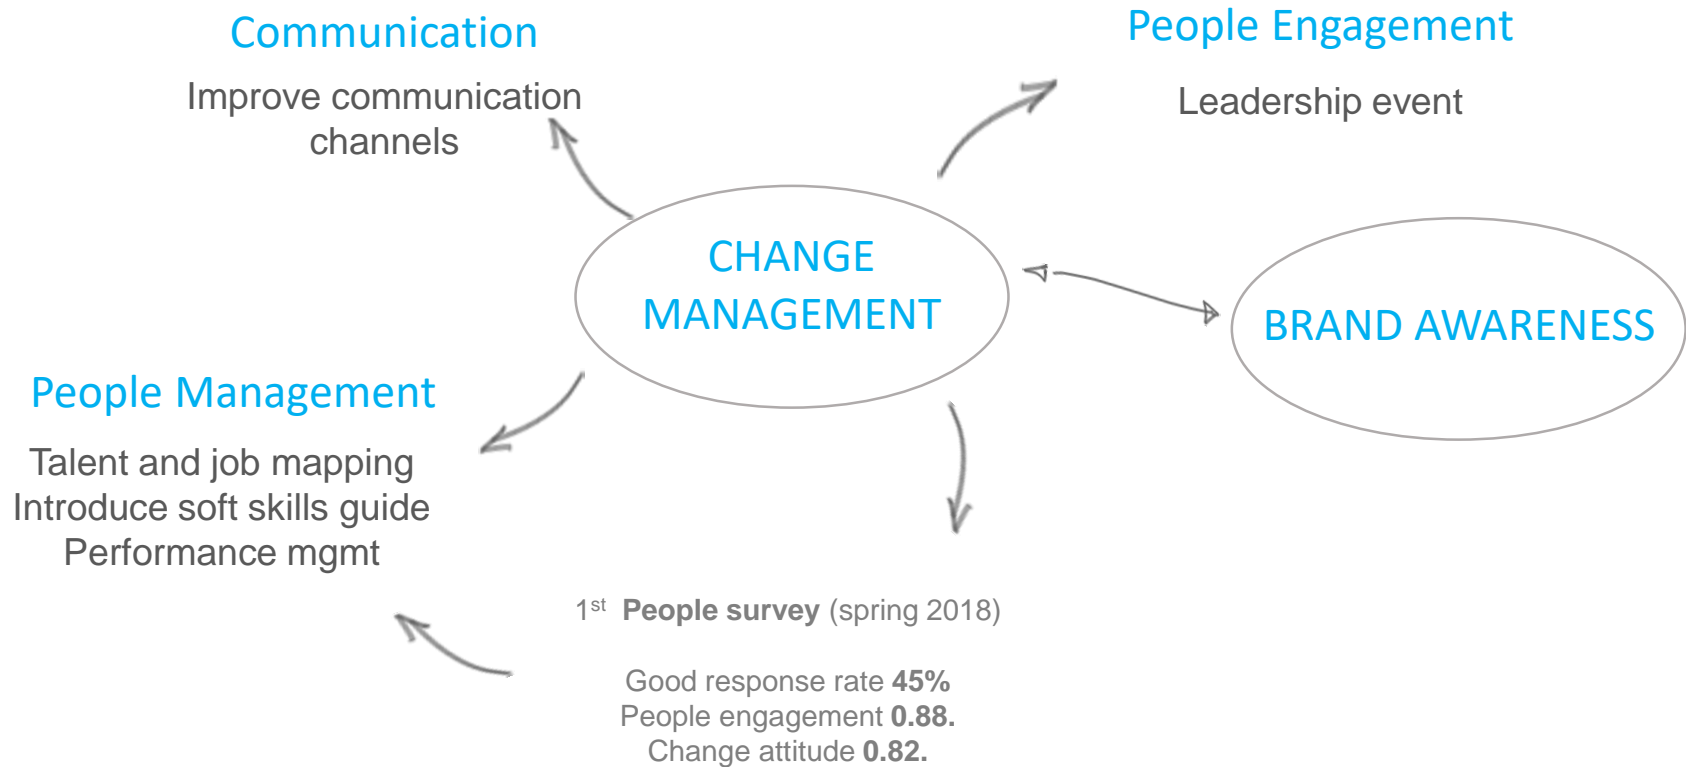 Communication
Improve communication
channels
People Engagement
Leadership event
CHANGE
MANAGEMENT
BRAND AWARENESS
People Management
Talent and job mapping
Introduce soft skills guide
Performance mgmt
1st People survey (spring 2018)
Good response rate 45%
People engagement 0.88.
Change attitude 0.82.